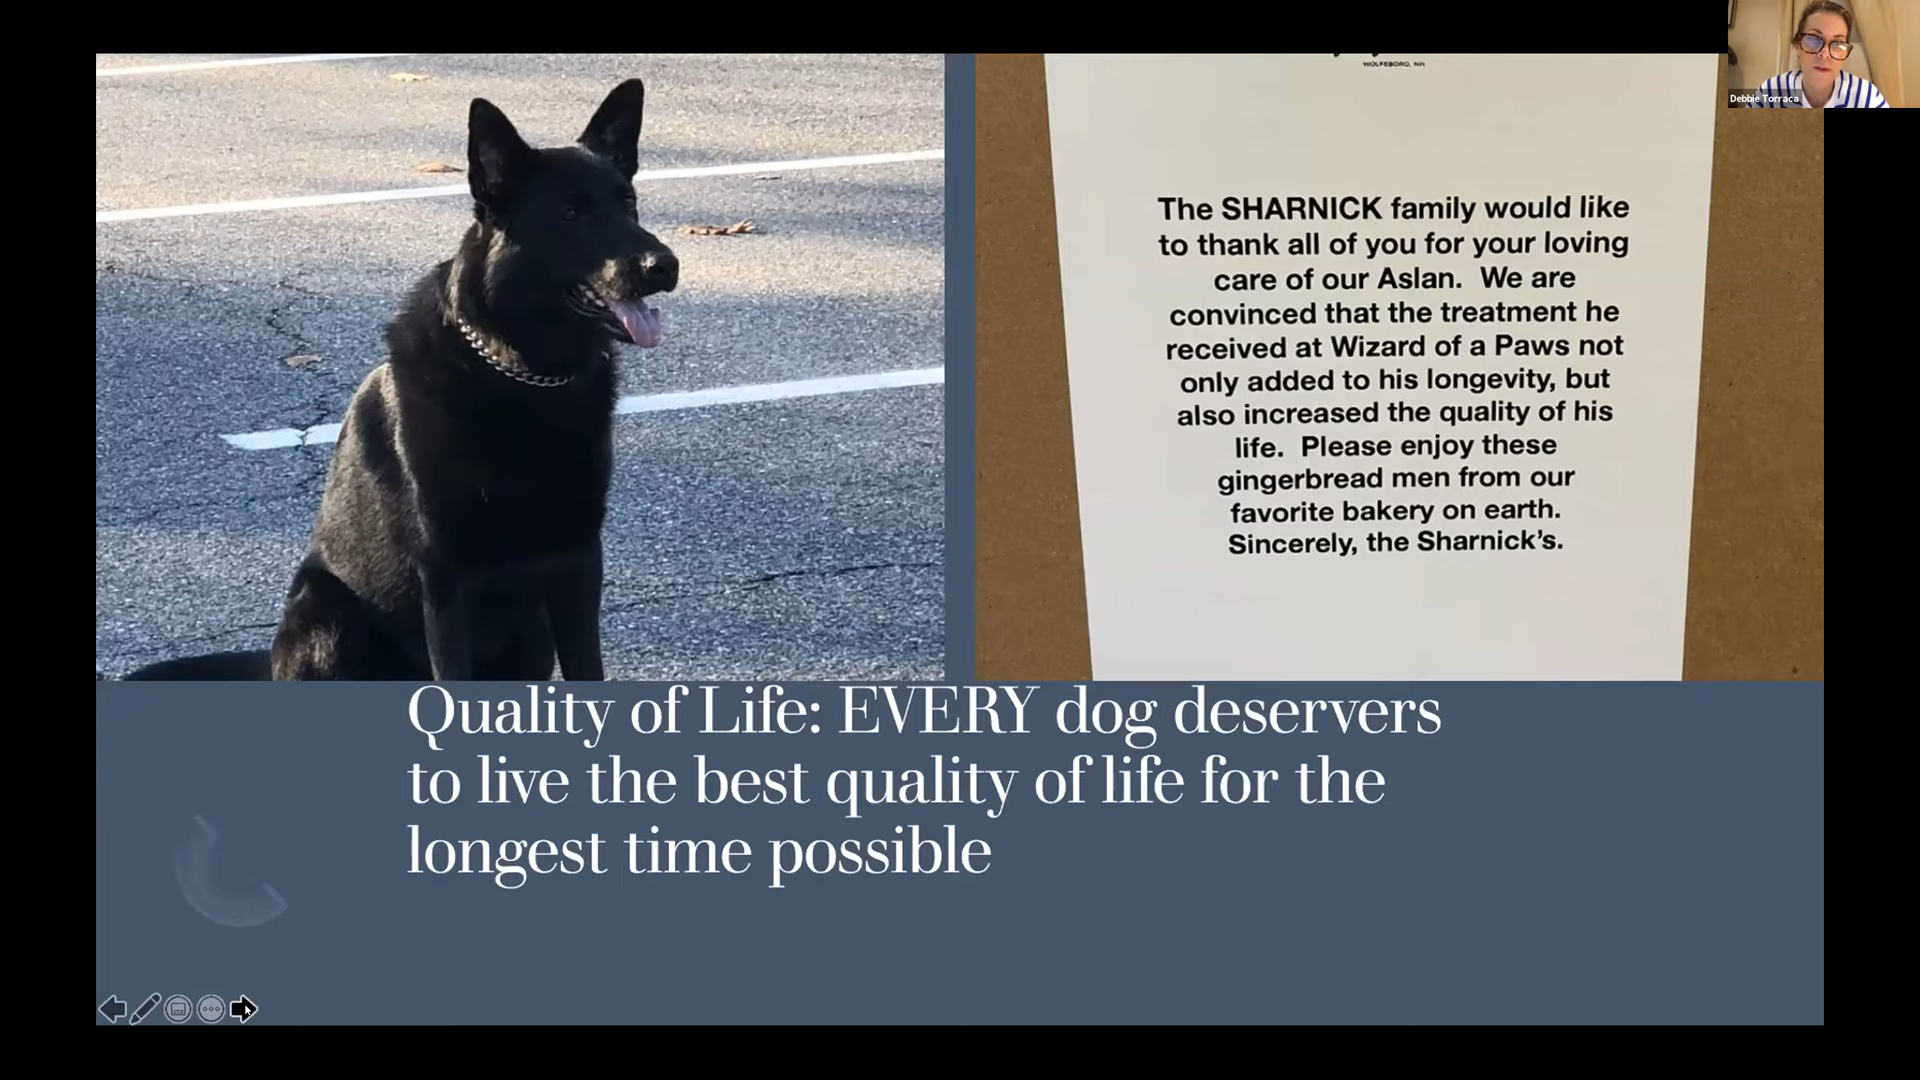 WOLFEBORO, NH
Debbie Torraca
The SHARNICK family would like
to thank all of you for your loving
care of our Aslan. We are
convinced that the treatment he
received at Wizard of a Paws not
only added to his longevity, but
also increased the quality of his
life. Please enjoy these
gingerbread men from our
favorite bakery on earth.
Sincerely, the Sharnick's.
Quality of Life: EVERY dog deservers
to live the best quality of life for the
longest time possible